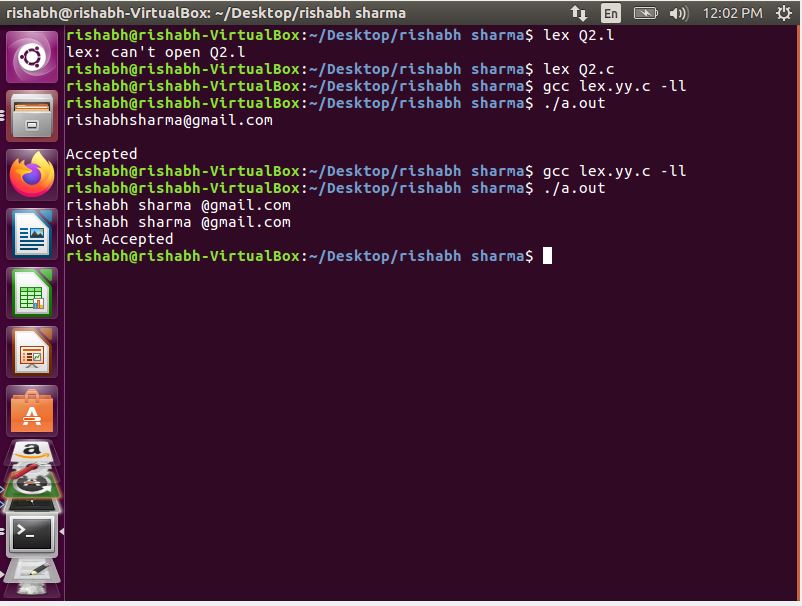 rishabh@rishabh-VirtualBox: ~/Desktop/rishabh sharma
En
12:02 PM
rishabh@rishabh-VirtualBox:~/Desktop/rishabh sharma$ lex Q2.l
lex: can't open Q2.l
rishabh@rishabh-VirtualBox:~/Desktop/rishabh sharma$ lex Q2.c
rishabh@rishabh-VirtualBox:~/Desktop/rishabh sharma$ gcc lex.yy.c -ll
rishabh@rishabh-VirtualBox:~/Desktop/rishabh sharma$ ./a.out
rishabhsharma@gmail.com
Accepted
rishabh@rishabh-VirtualBox:~/Desktop/rishabh sharma$ gcc lex.yy.c -ll
rishabh@rishabh-VirtualBox:~/Desktop/rishabh sharma$ ./a.out
rishabh sharma @gmail.com
rishabh sharma @gmail.com
Not Accepted
rishabh@rishabh-VirtualBox:~/Desktop/rishabh sharma$